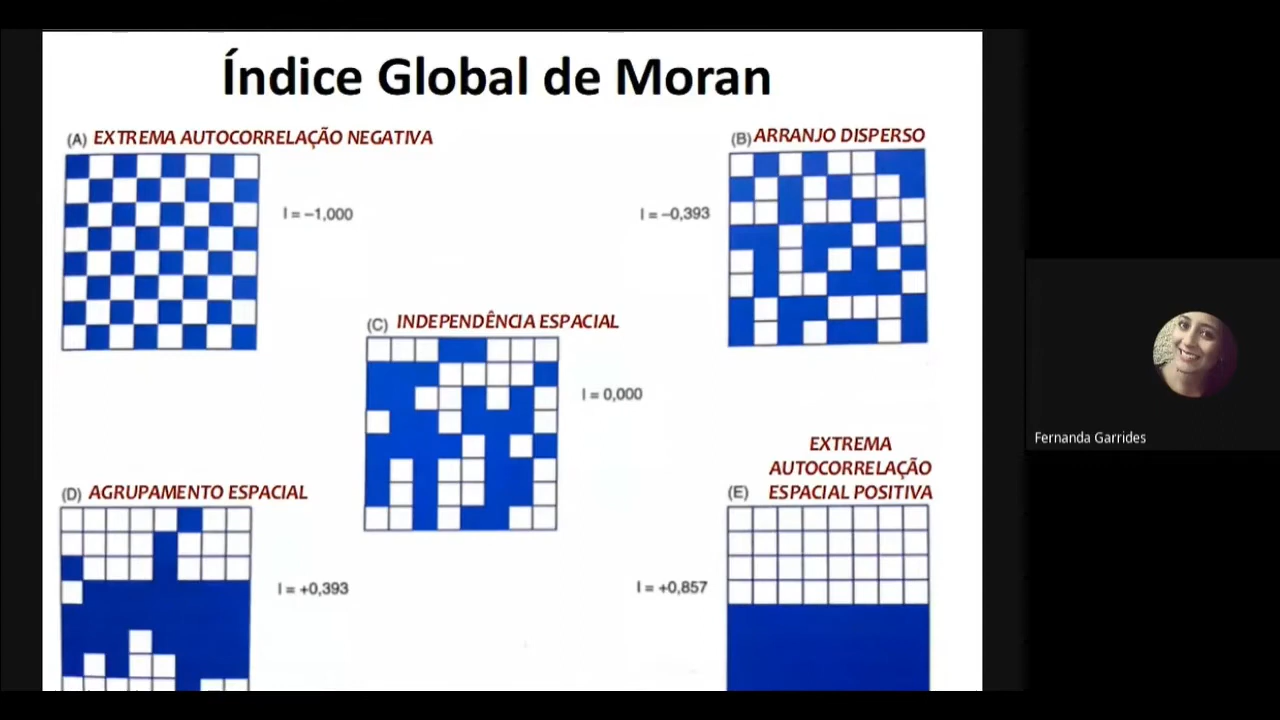 Índice Global de Moran
(A) EXTREMA AUTOCORRELAÇÃO NEGATIVA
I = –1,000
(B) ARRANJO DISPERSO
I = –0,393
(C) INDEPENDÊNCIA ESPACIAL
I = 0,000
(D) AGRUPAMENTO ESPACIAL
I = +0,393
EXTREMA
AUTOCORRELAÇÃO
(E) ESPACIAL POSITIVA
I = +0,857
Fernanda Garrides